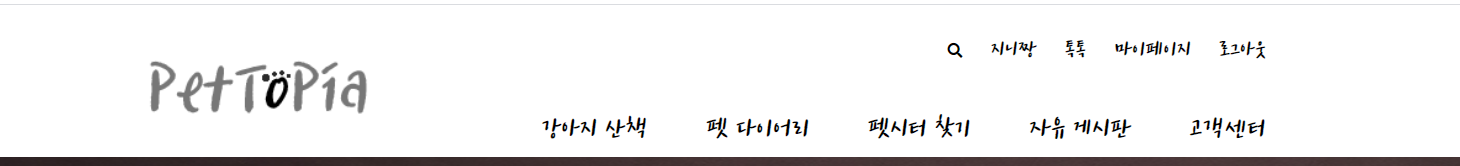 지니짱 톡톡 마이페이지 로그아웃
PetToPia
강아지 산책 펫 다이어리 펫시터 찾기 자유 게시판 고객센터